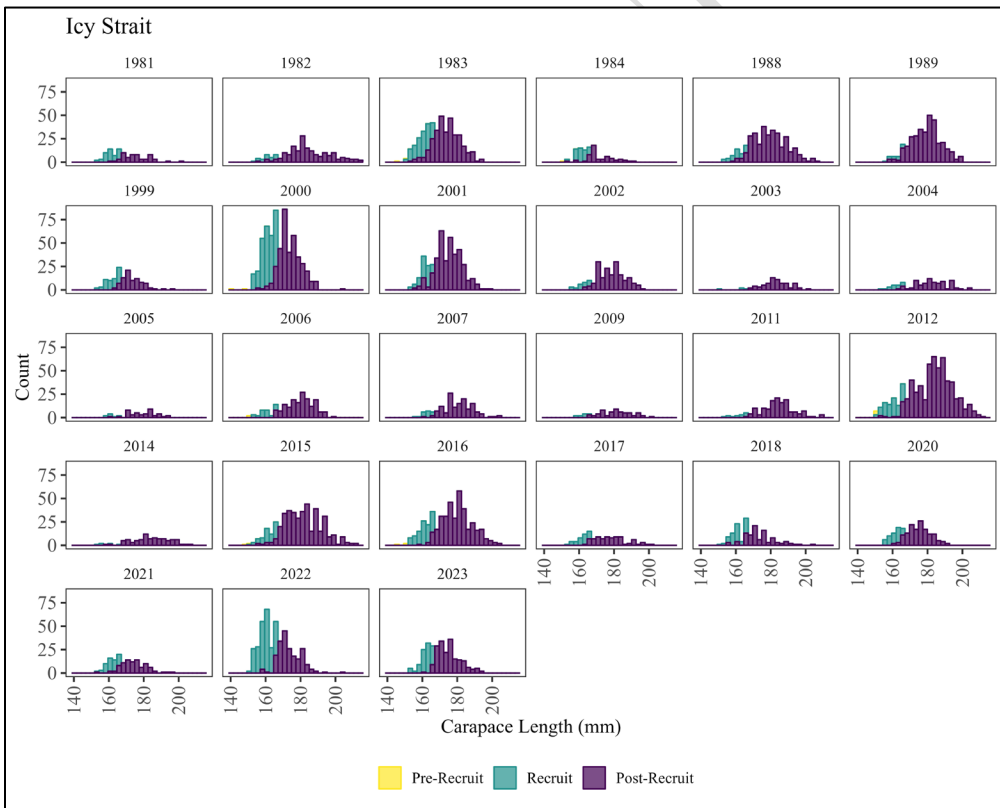 Icy Strait
1981 1982 1983 1984 1988 1989
75
50
25
0
1999 2000 2001 2002 2003 2004
75
50
25
0
2005 2006 2007 2009 2011 2012
75
50
25
0
Count
2014 2015 2016 2017 2018 2020
75
50
25
0
140 160 180 200 140 160 180 200 140 160 180 200
2021 2022 2023
75
50
25
0
140 160 180 200 140 160 180 200 140 160 180 200
Carapace Length (mm)
Pre-Recruit Recruit Post-Recruit